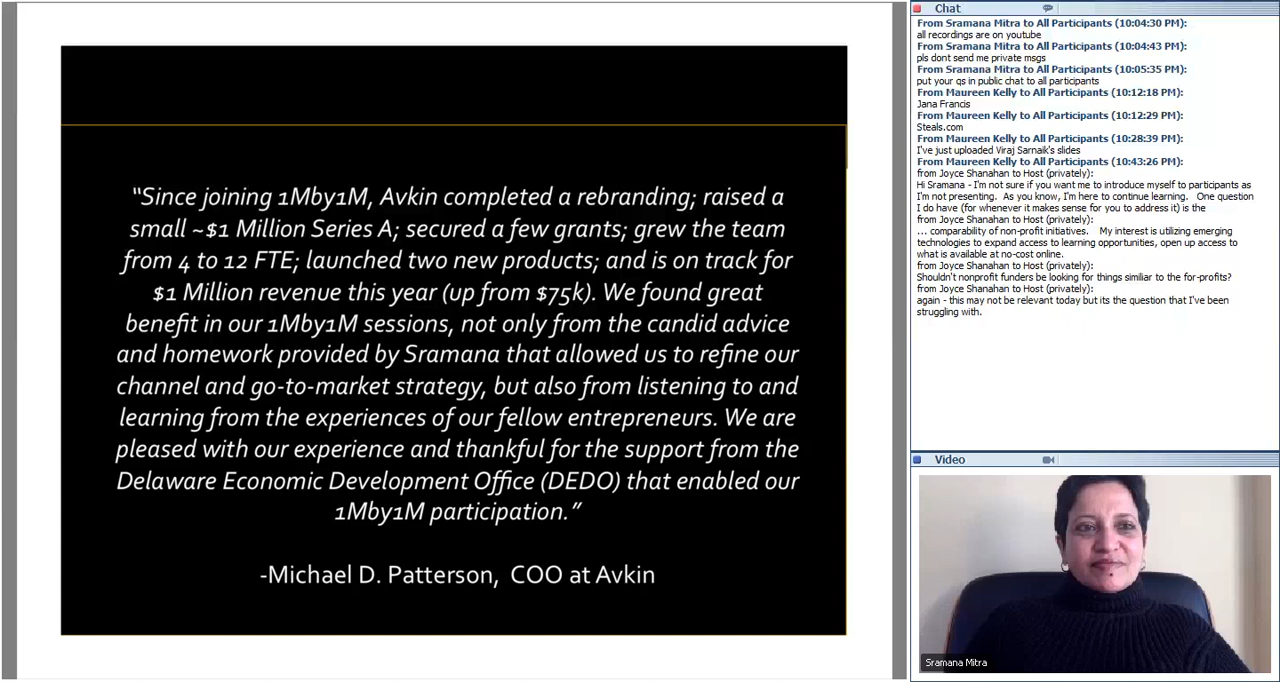 “Since joining 1Mby1M, Avkin completed a rebranding; raised a
small ~$1 Million Series A; secured a few grants; grew the team
from 4 to 12 FTE; launched two new products; and is on track for
$1 Million revenue this year (up from $75k). We found great
benefit in our 1Mby1M sessions, not only from the candid advice
and homework provided by Sramana that allowed us to refine our
channel and go-to-market strategy, but also from listening to and
learning from the experiences of our fellow entrepreneurs. We are
pleased with our experience and thankful for the support from the
Delaware Economic Development Office (DEDO) that enabled our
1Mby1M participation.”
-Michael D. Patterson,  COO at Avkin
Chat
From Sramana Mitra to All Participants (10:04:30 PM):
all recordings are on youtube
From Sramana Mitra to All Participants (10:04:43 PM):
pls dont send me private msgs
From Sramana Mitra to All Participants (10:05:35 PM):
put your qs in public chat to all participants
From Maureen Kelly to All Participants (10:12:18 PM):
Jana Francis
From Maureen Kelly to All Participants (10:12:29 PM):
Steals.com
From Maureen Kelly to All Participants (10:28:39 PM):
I've just uploaded Viraj Sarnaik's slides
From Maureen Kelly to All Participants (10:43:26 PM):
from Joyce Shanahan to Host (privately):
Hi Sramana - I'm not sure if you want me to introduce myself to participants as
I'm not presenting.  As you know, I'm here to continue learning.  One question
I do have (for whenever it makes sense for you to address it) is the
from Joyce Shanahan to Host (privately):
... comparability of non-profit initiatives.   My interest is utilizing emerging
technologies to expand access to learning opportunities, open up access to
what is available at no-cost online.
from Joyce Shanahan to Host (privately):
Shouldn't nonprofit funders be looking for things similiar to the for-profits?
from Joyce Shanahan to Host (privately):
again - this may not be relevant today but its the question that I've been
struggling with.
Video
Sramana Mitra